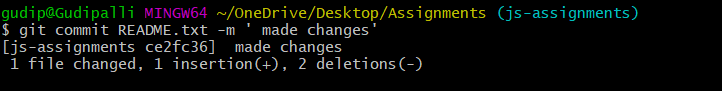 gudip@Gudipalli MINGW64 ~/OneDrive/Desktop/Assignments (js-assignments)
$ git commit README.txt -m ' made changes'
[js-assignments ce2fc36]  made changes
 1 file changed, 1 insertion(+), 2 deletions(-)